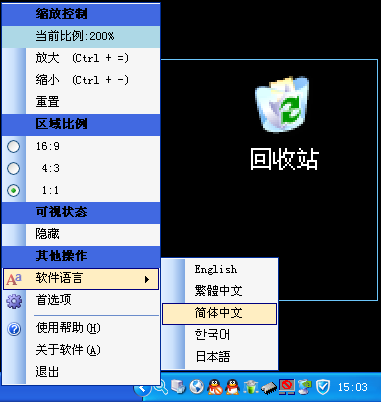 缩放控制
当前比例:200%
放大 (Ctrl + =)
缩小 (Ctrl + -)
重置
区域比例
16:9
4:3
1:1
可视状态
隐藏
其他操作
软件语言
首选项
使用帮助(H)
关于软件(A)
退出
English
繁體中文
简体中文
한국어
日本語
回收站
15:03